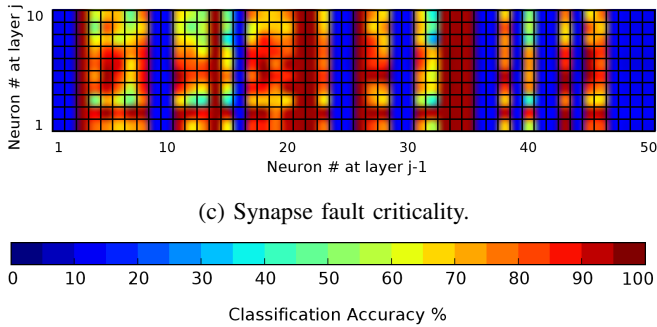 Neuron # at layer j
10
1
1 10 20 30 40 50
Neuron # at layer j-1
(c) Synapse fault criticality.
0 10 20 30 40 50 60 70 80 90 100
Classification Accuracy %